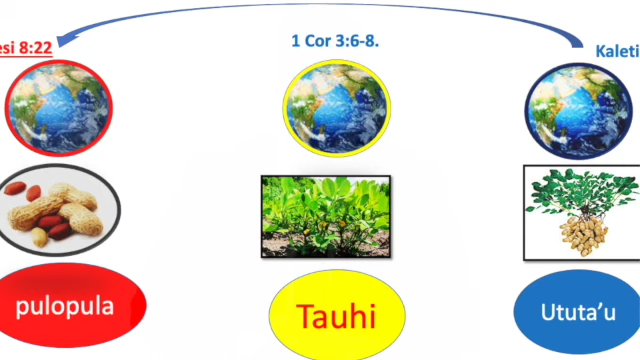 esi 8:22
1 Cor 3:6-8.
Kaleti
pulopula
Tauhi
Ututa’u